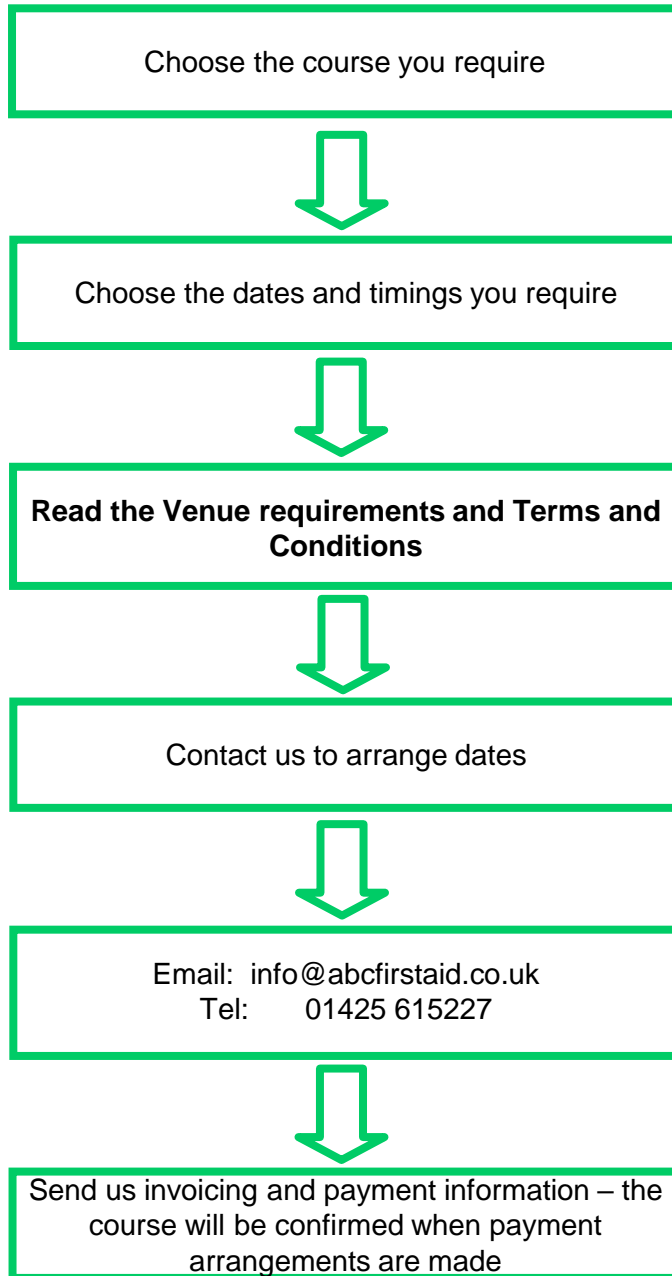 Choose the course you require
Choose the dates and timings you require
Read the Venue requirements and Terms and
Conditions
Contact us to arrange dates
Email:  info@abcfirstaid.co.uk
Tel:      01425 615227
Send us invoicing and payment information – the
course will be confirmed when payment
arrangements are made